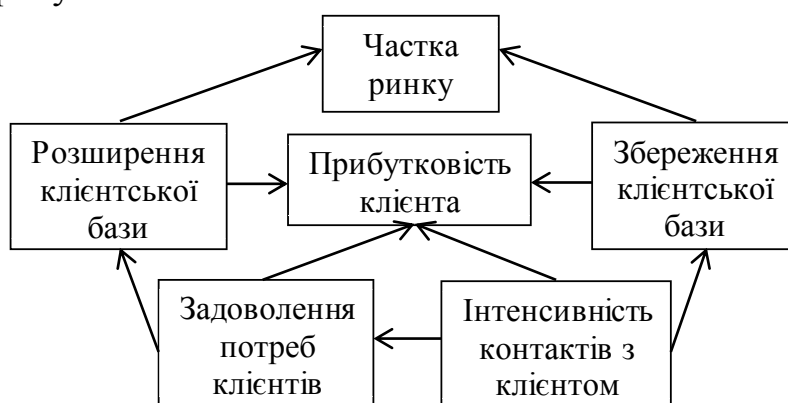 Частка
ринку
Розширення
клієнтської
бази
Прибутковість
клієнта
Збереження
клієнтської
бази
Задоволення
потреб
клієнтів
Інтенсивність
контактів з
клієнтом